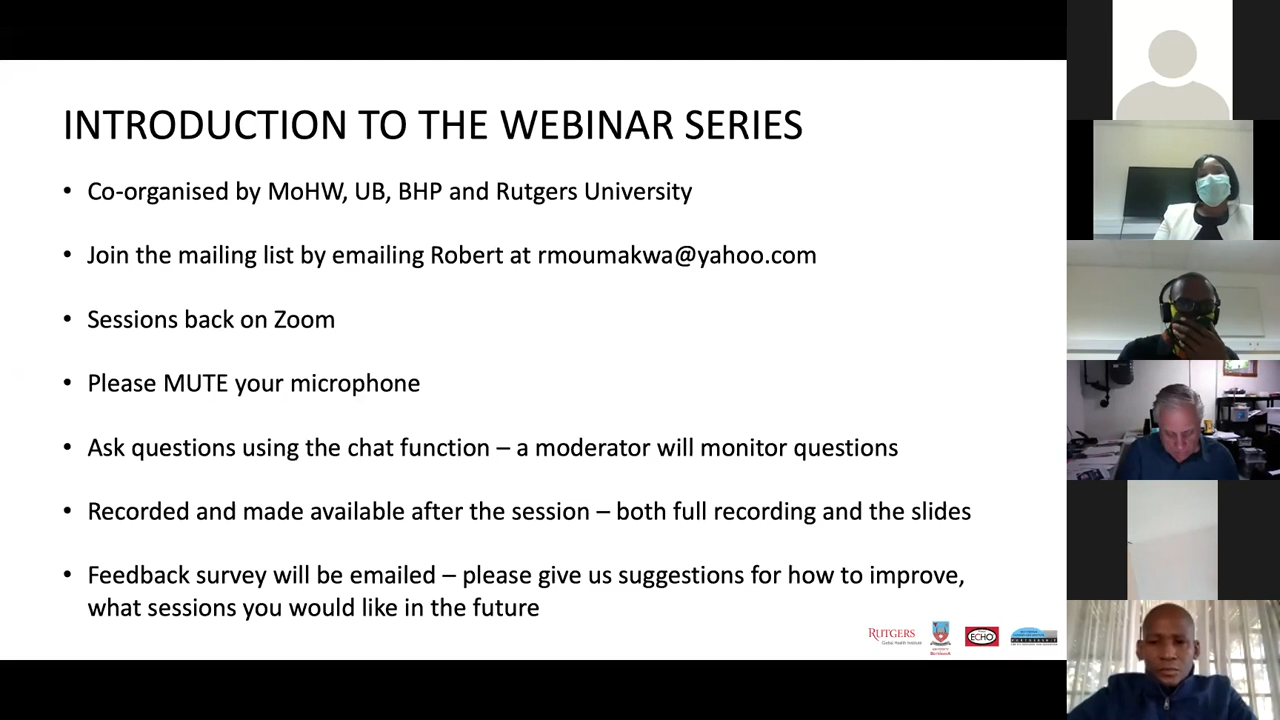 INTRODUCTION TO THE WEBINAR SERIES
• Co-organised by MoHW, UB, BHP and Rutgers University
• Join the mailing list by emailing Robert at rmoumakwa@yahoo.com
• Sessions back on Zoom
• Please MUTE your microphone
• Ask questions using the chat function – a moderator will monitor questions
• Recorded and made available after the session – both full recording and the slides
• Feedback survey will be emailed – please give us suggestions for how to improve,
what sessions you would like in the future
RUTGERS
Global Health Institute
ECHO